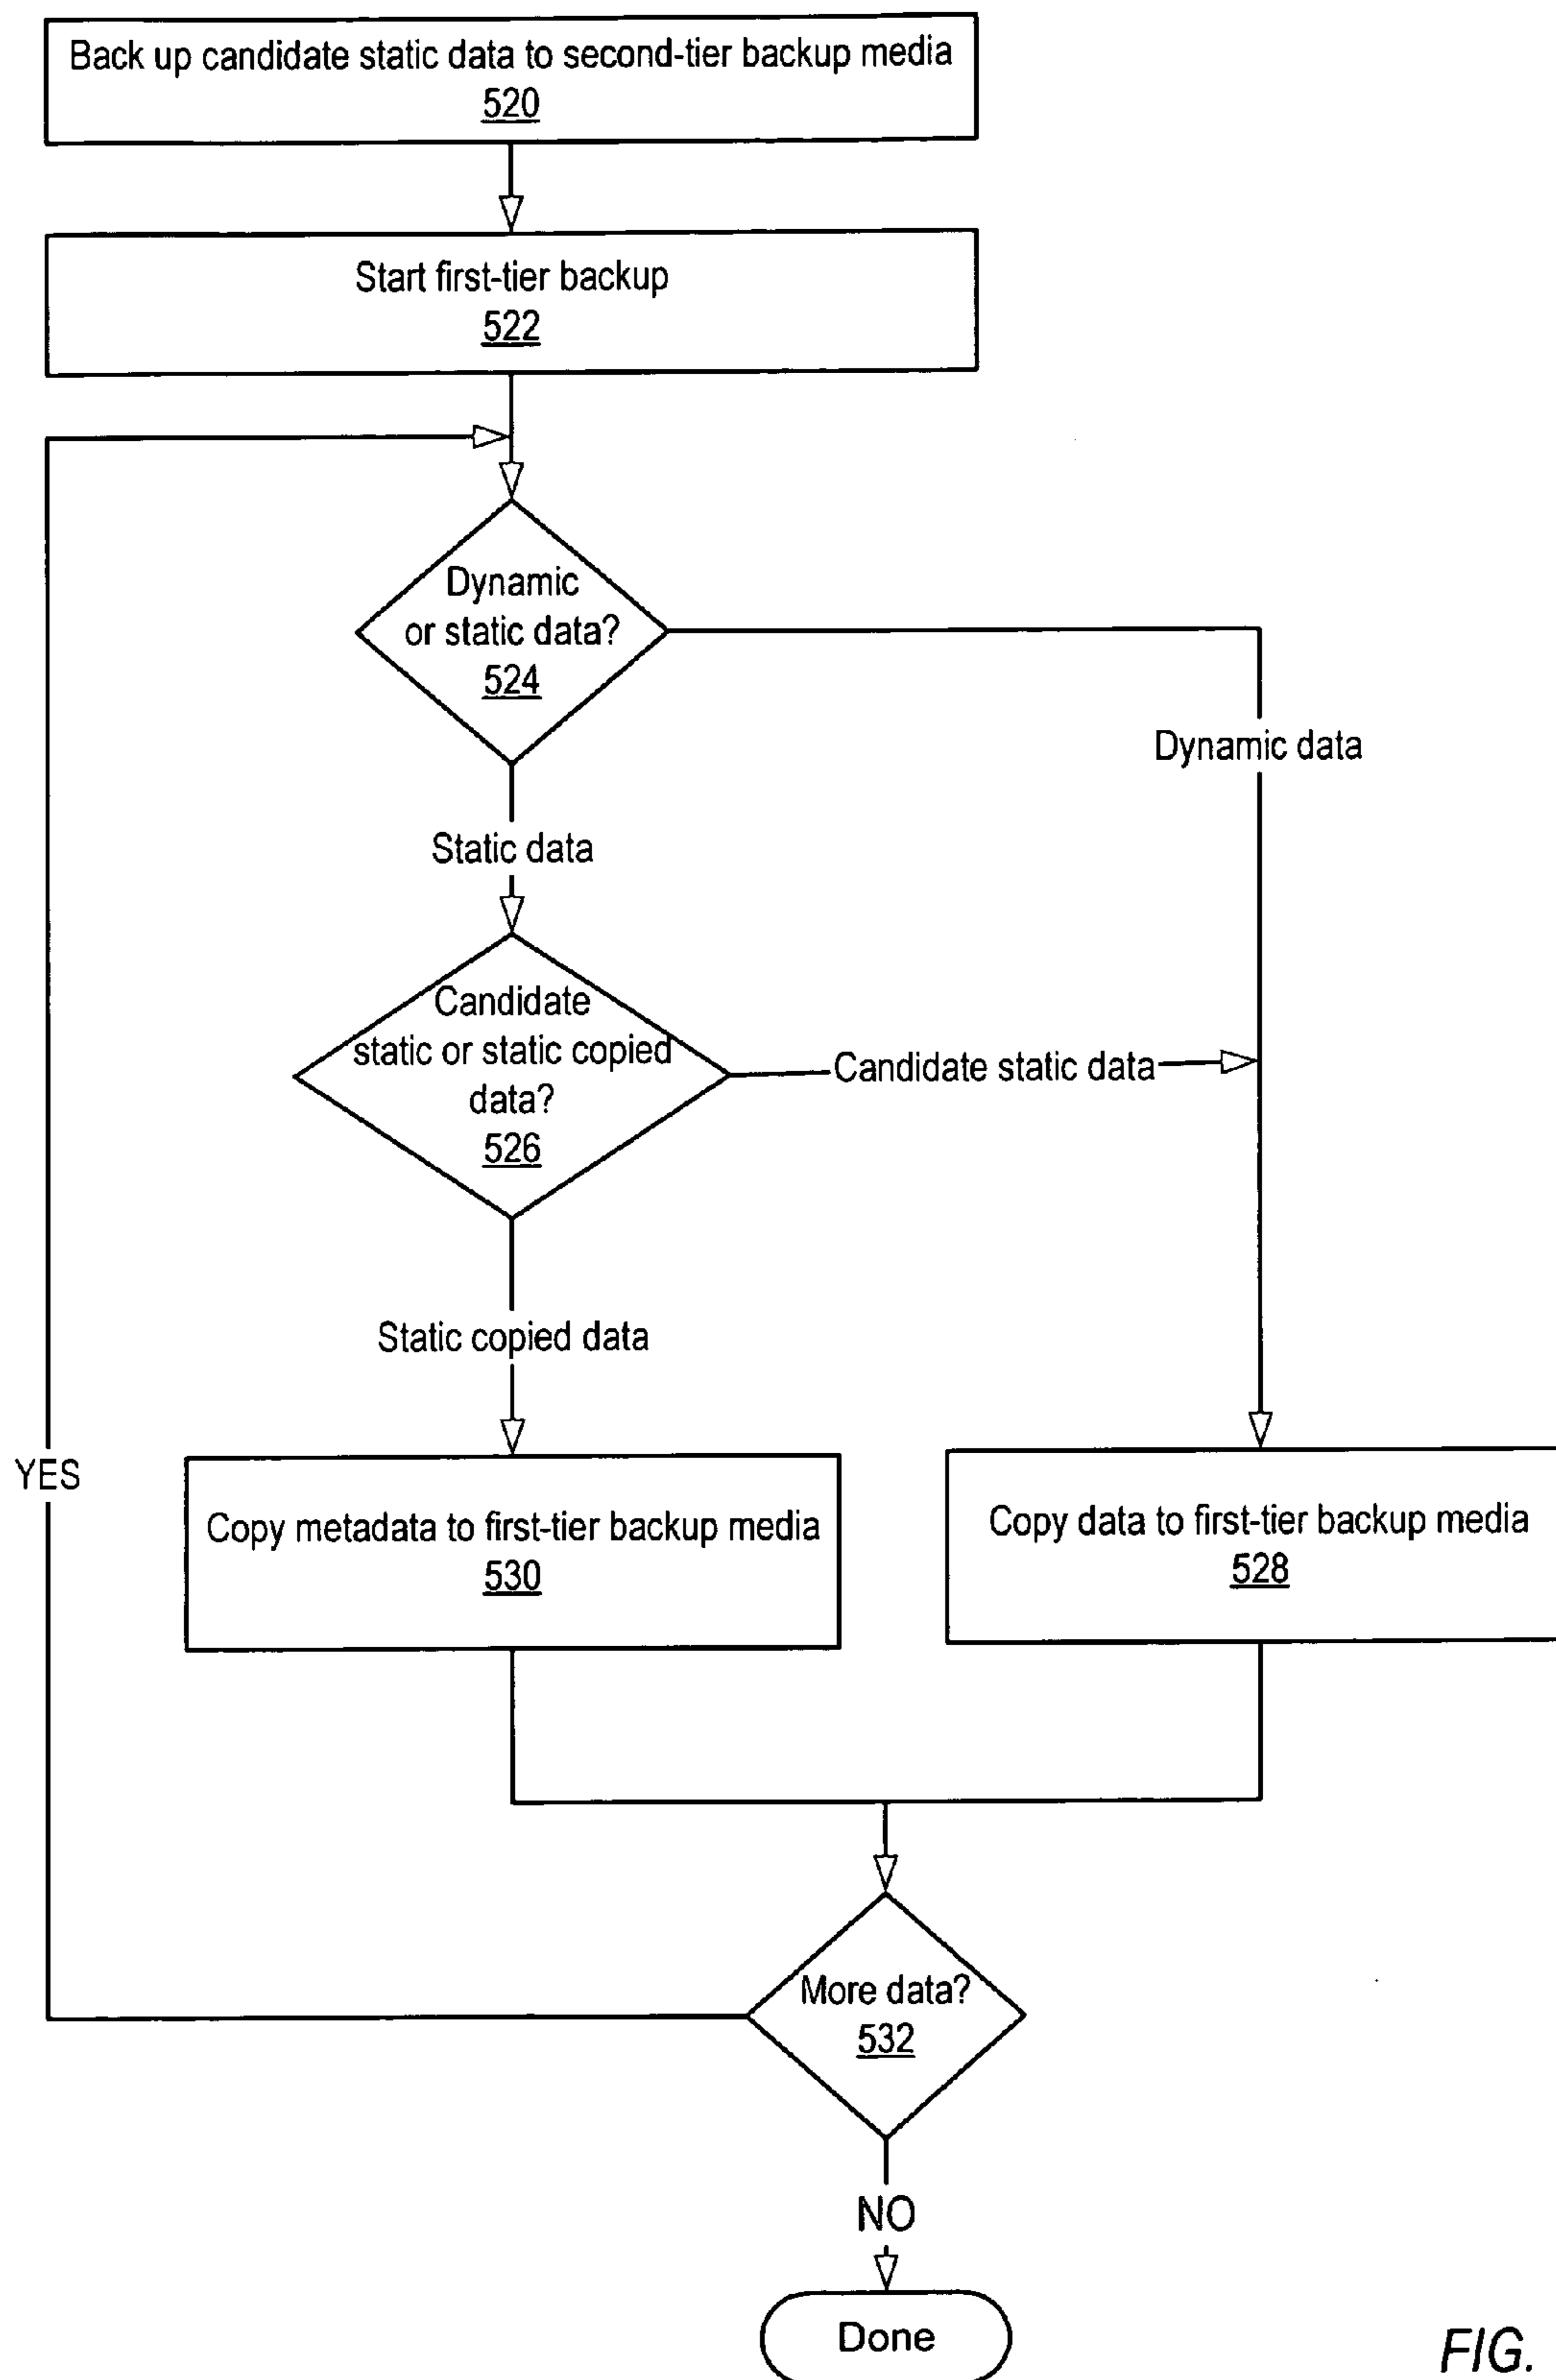 Back up candidate static data to second-tier backup media
520
Start first-tier backup
522
Dynamic
or static data?
524
Dynamic data
Static data
Candidate
static or static copied
data?
526
Candidate static data
Static copied data
YES
Copy metadata to first-tier backup media
530
Copy data to first-tier backup media
528
More data?
532
NO
Done
FIG.